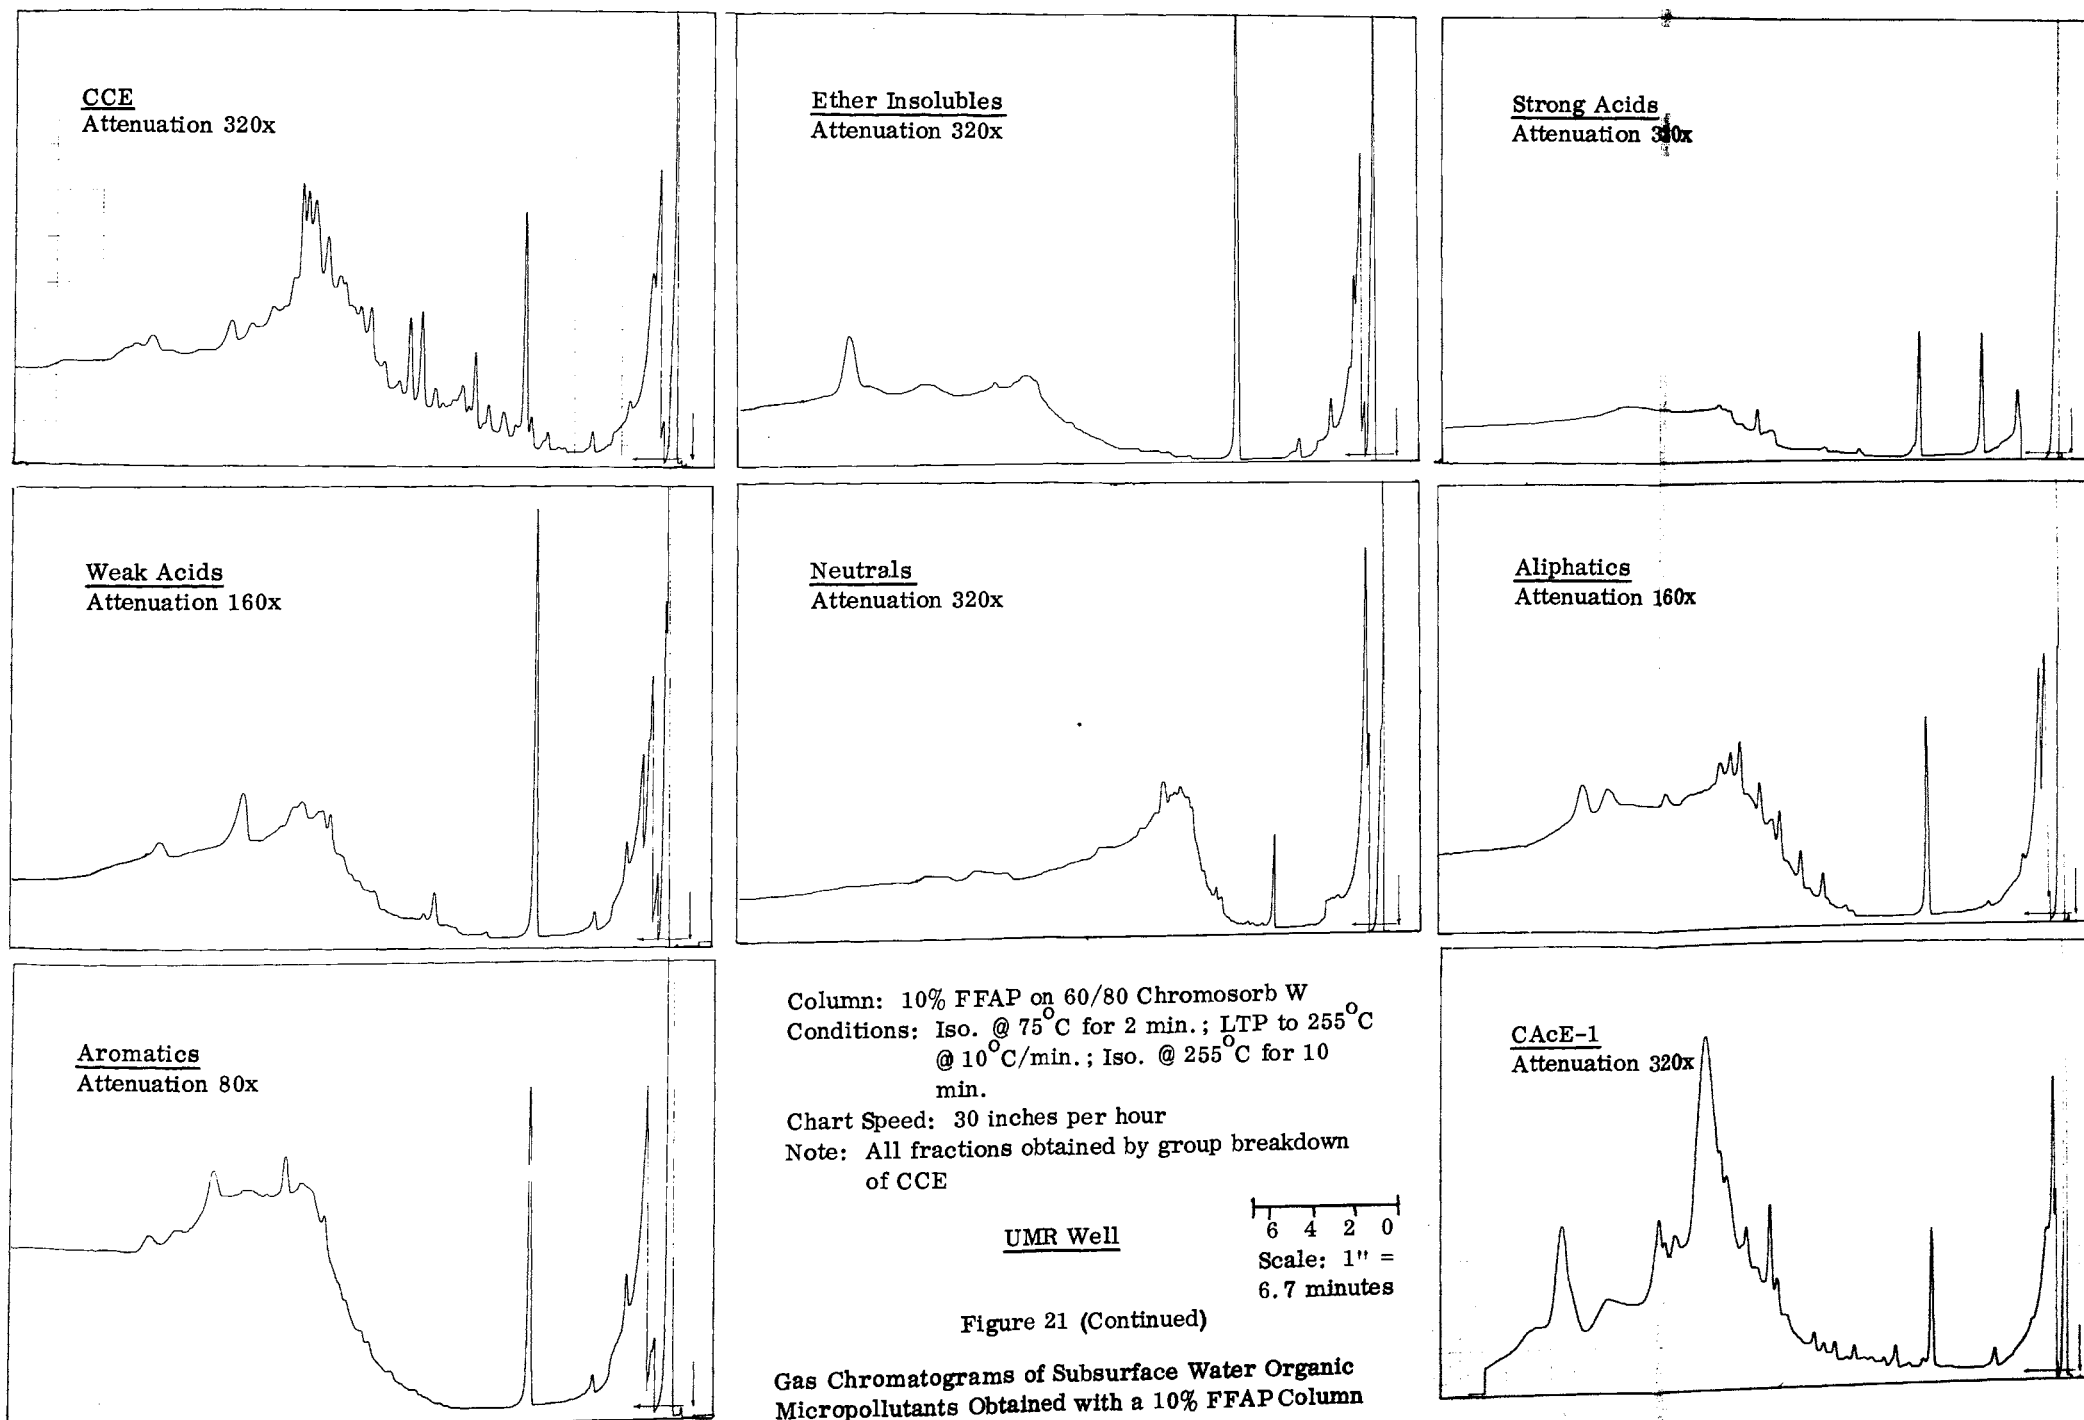 CCE
Attenuation 320x
Ether Insolubles
Attenuation 320x
Strong Acids
Attenuation
Weak Acids
Attenuation 160x
Neutrals
Attenuation 320x
Aliphatics
Attenuation 160x
Aromatics
Attenuation 80x
Column: 10% FFAP on 60/80 Chromosorb W
Conditions: Iso. @ 75°C for 2 min.; LTP to 255°C
@ 10°C/min.; Iso. @ 255°C for 10
min.
Chart Speed: 30 inches per hour
Note: All fractions obtained by group breakdown
of CCE
UMR Well
6 4 2 0
Scale: 1" =
6.7 minutes
Figure 21 (Continued)
Gas Chromatograms of Subsurface Water Organic
Micropollutants Obtained with a 10% FFAP Column
CAcE-1
Attenuation 320x